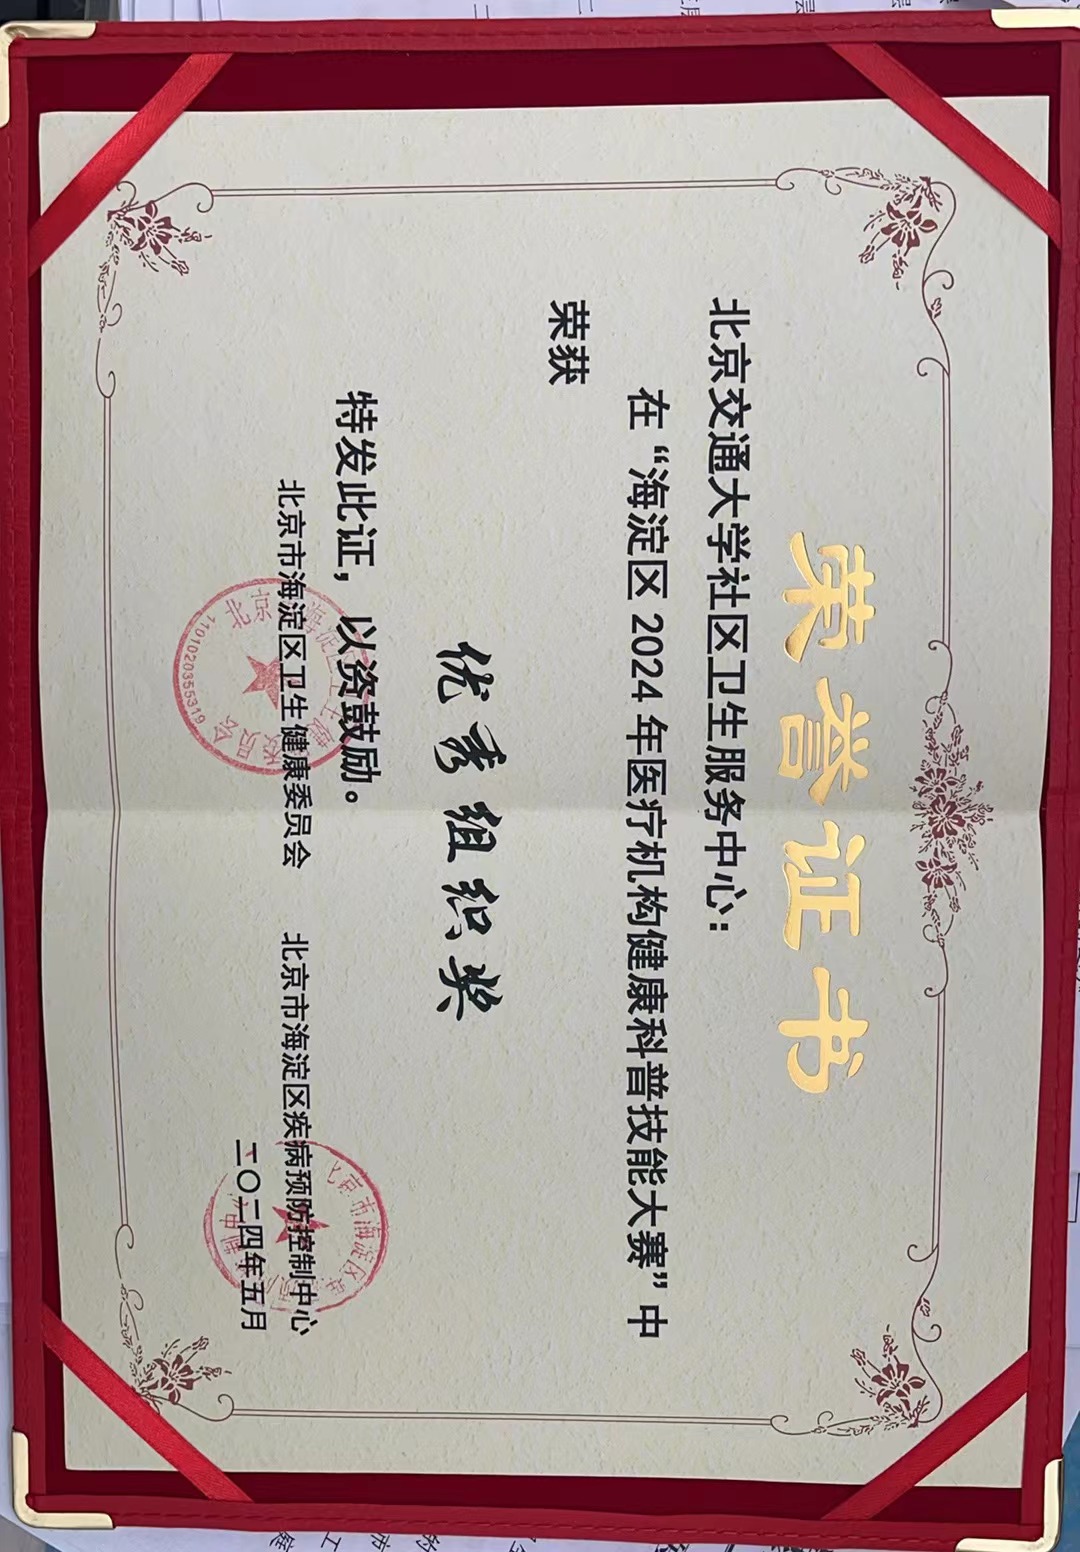 荣誉证书
北京交通大学社区卫生服务中心：
在“海淀区 2024 年医疗机构健康科普技能大赛”中
荣获
优秀组织奖
特发此证，以资鼓励。
北京市海淀区卫生健康委员会 北京市海淀区疾病预防控制中心
二〇二四年五月
1101020355319